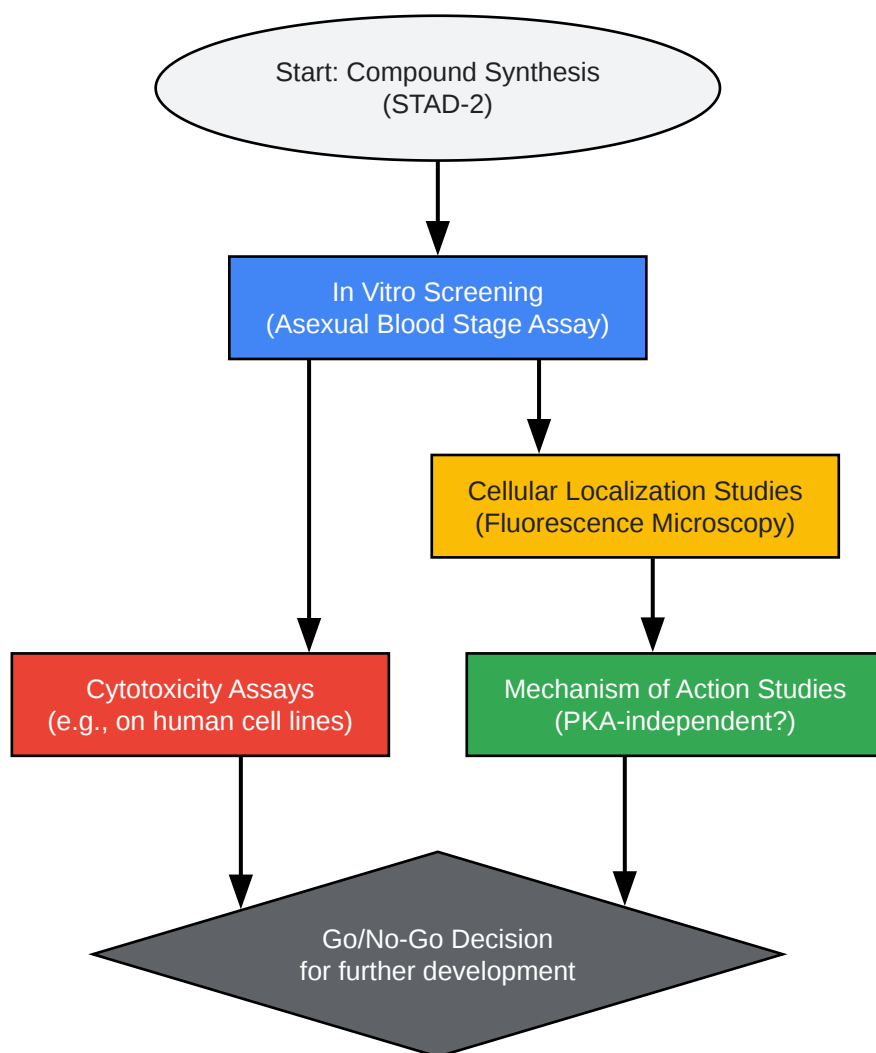 Start: Compound Synthesis
(STAD-2)
In Vitro Screening
(Asexual Blood Stage Assay)
Cellular Localization Studies
(Fluorescence Microscopy)
Cytotoxicity Assays
(e.g., on human cell lines)
Mechanism of Action Studies
(PKA-independent?)
Go/No-Go Decision
for further development